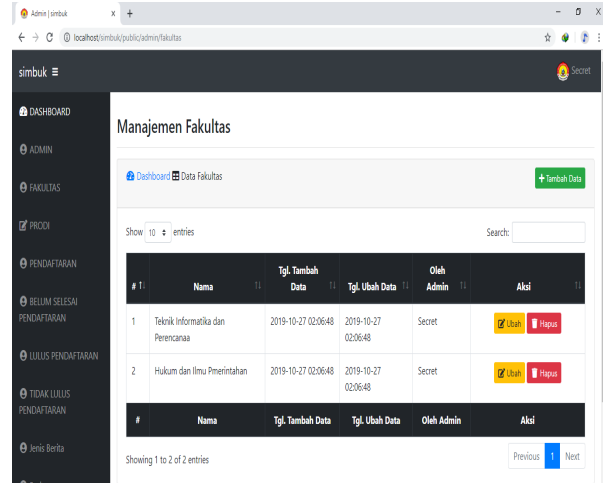 Admin | simbuk
localhost/simbuk/public/admin/fakultas
simbuk
Secret
DASHBOARD
ADMIN
FAKULTAS
PRODI
PENDAFTARAN
BELUM SELESAI
PENDAFTARAN
LULUS PENDAFTARAN
TIDAK LULUS
PENDAFTARAN
Jenis Berita
Manajemen Fakultas
Dashboard Data Fakultas
+ Tambah Data
Show 10 entries
Search:
# Nama Tgl. Tambah Data Tgl. Ubah Data Oleh Admin Aksi
1 Teknik Informatika dan Perencanaa 2019-10-27 02:06:48 2019-10-27 02:06:48 Secret Ubah Hapus
2 Hukum dan Ilmu Pmerintahan 2019-10-27 02:06:48 2019-10-27 02:06:48 Secret Ubah Hapus
# Nama Tgl. Tambah Data Tgl. Ubah Data Oleh Admin Aksi
Showing 1 to 2 of 2 entries
Previous 1 Next